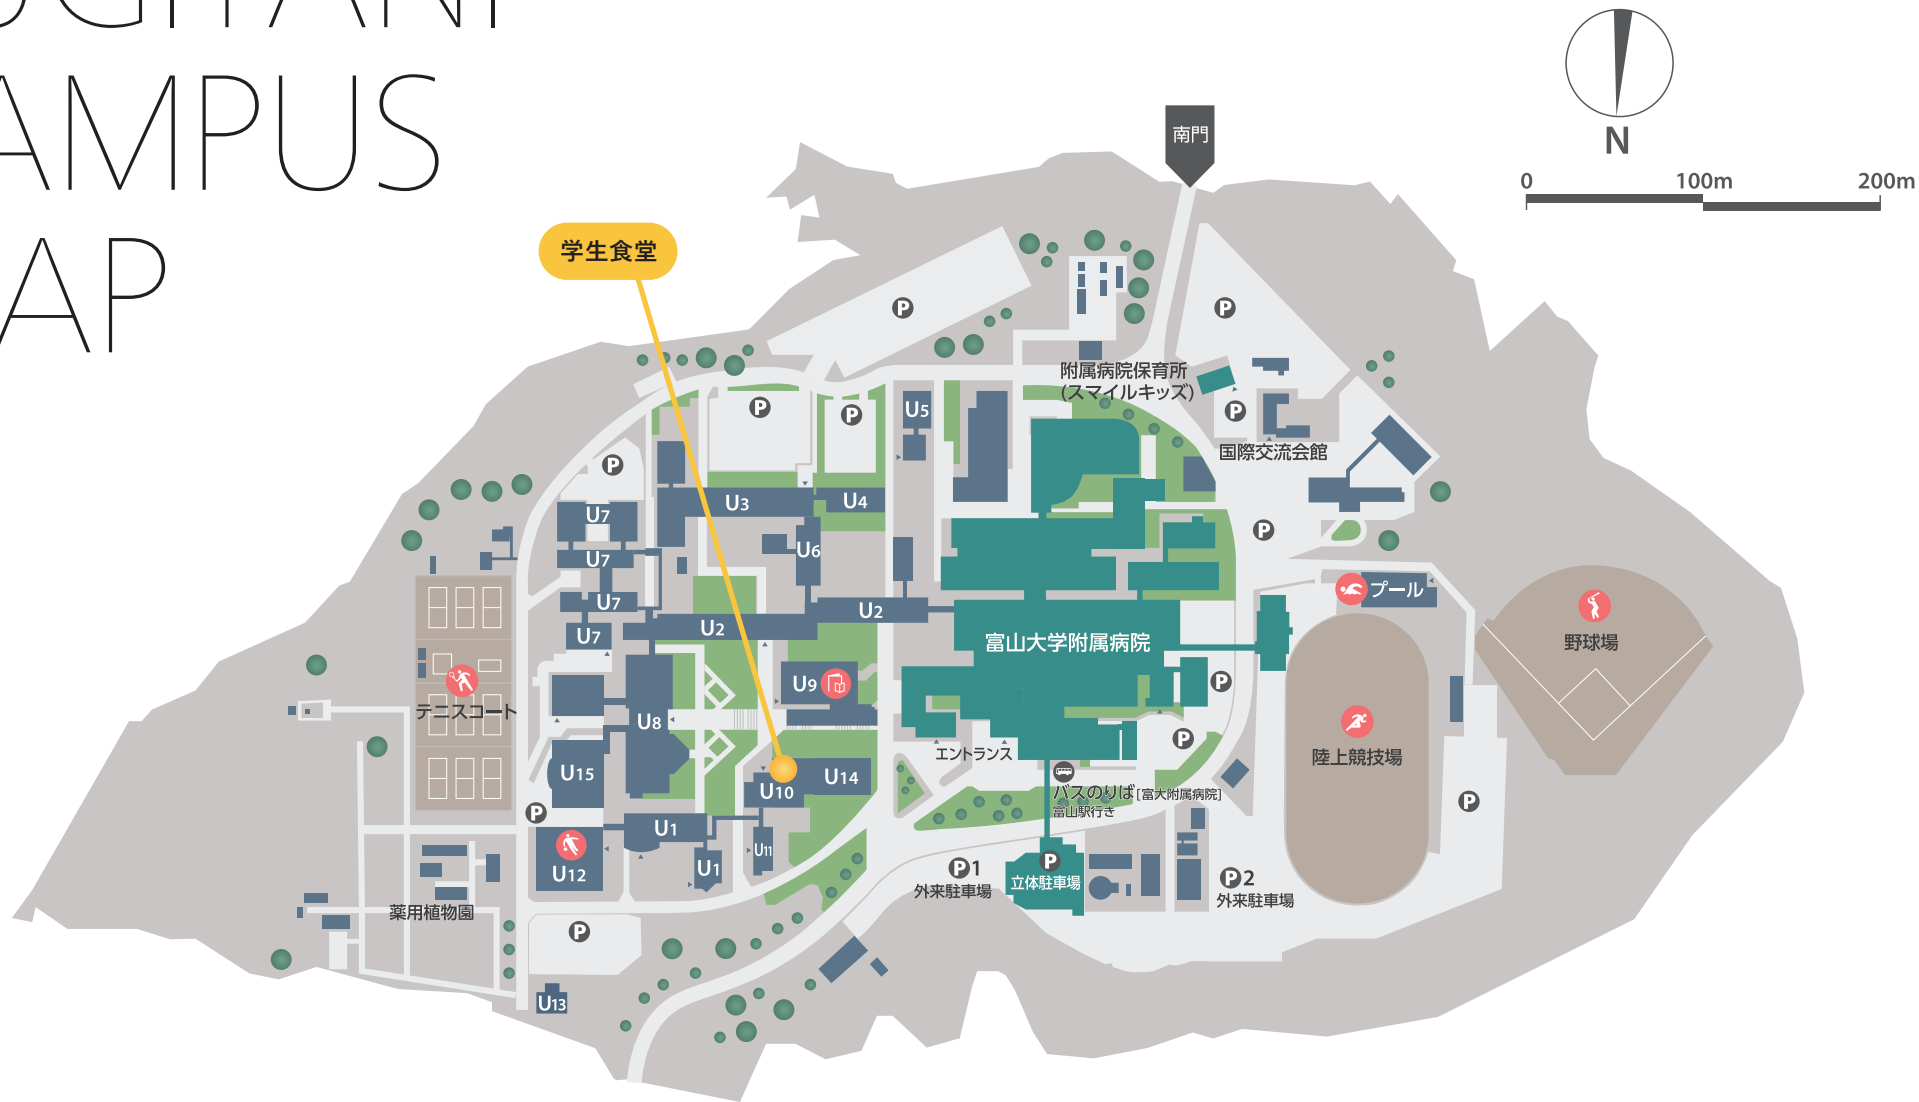 UGITANI
AMPUS
AP
N
0 100m 200m
南門
学生食堂
P
P
附属病院保育所
(スマイルキッズ)
P
P
P
U5
P
国際交流会館
P
U3
U4
U7
P
U6
U7
プール
U7
U2
U2
U7
富山大学附属病院
野球場
U9
P
テニスコート
U8
P
エントランス
陸上競技場
U15
U14
U10
バスのりば[富大附属病院]
富山駅行き
P
P
U1
U11
U12
U1
P1
外来駐車場
P
立体駐車場
P2
外来駐車場
薬用植物園
P
U13